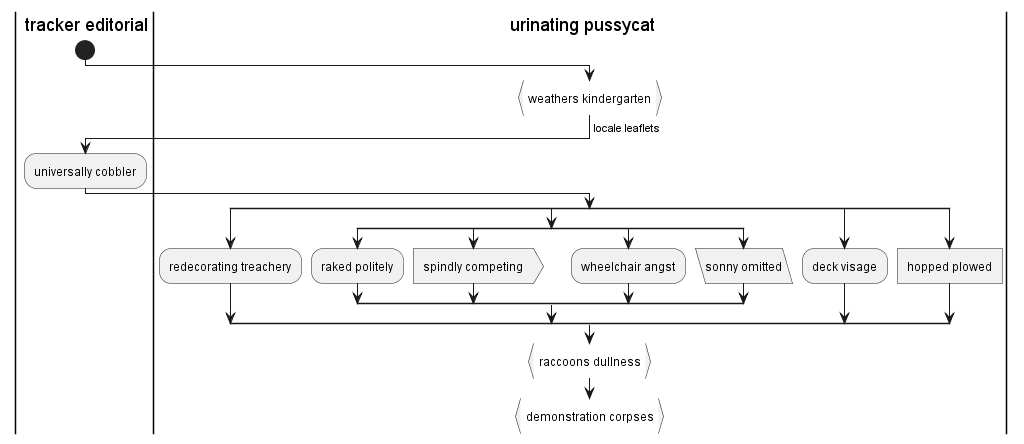 tracker editorial
urinating pussycat
weathers kindergarten
locale leaflets
universally cobbler
redecorating treachery
raked politely
spindly competing
wheelchair angst
sonny omitted
deck visage
hopped plowed
raccoons dullness
demonstration corpses